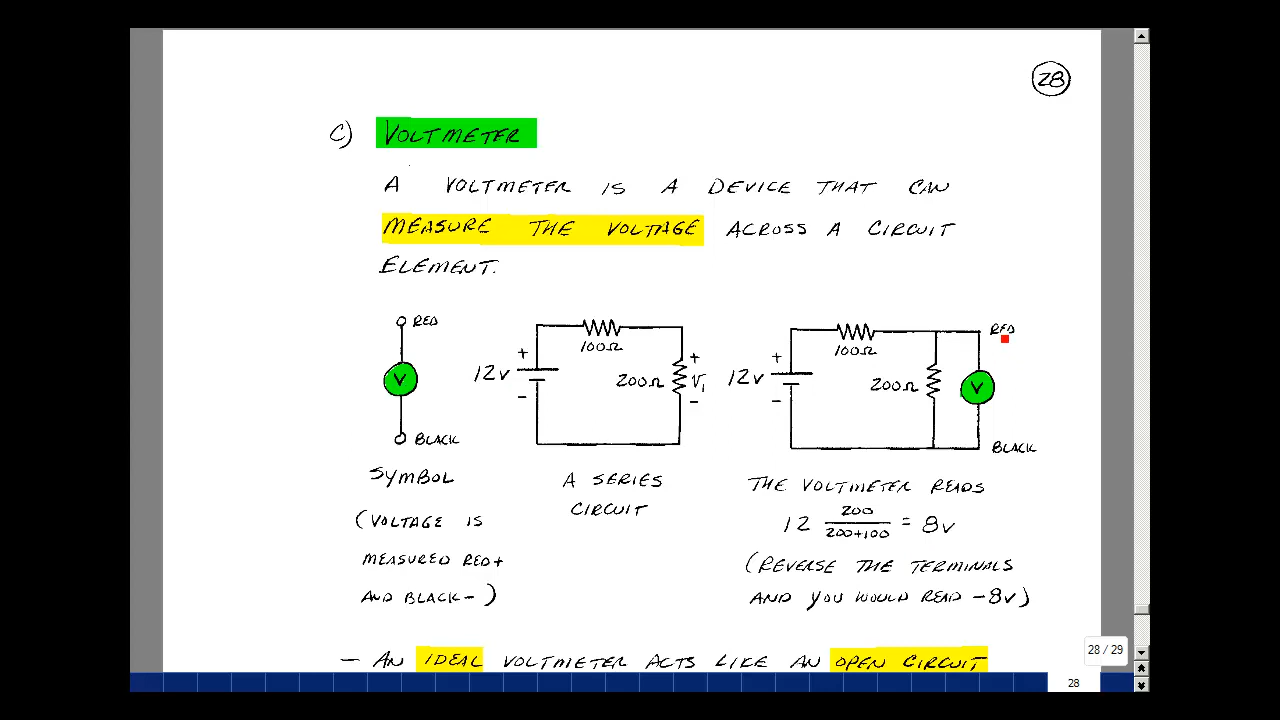 28
C) VOLTMETER
A VOLTMETER IS A DEVICE THAT CAN
MEASURE THE VOLTAGE ACROSS A CIRCUIT
ELEMENT.
RED
V
BLACK
SYMBOL
(VOLTAGE IS
MEASURED RED+
AND BLACK-)
100Ω
+
12V
-
200Ω
+
V1
-
A SERIES
CIRCUIT
100Ω
+
12V
-
200Ω
V
RED
BLACK
THE VOLTMETER READS
12 200/200+100 = 8V
(REVERSE THE TERMINALS
AND YOU WOULD READ -8V)
- AN IDEAL VOLTMETER ACTS LIKE AN OPEN CIRCUIT
28 / 29
28